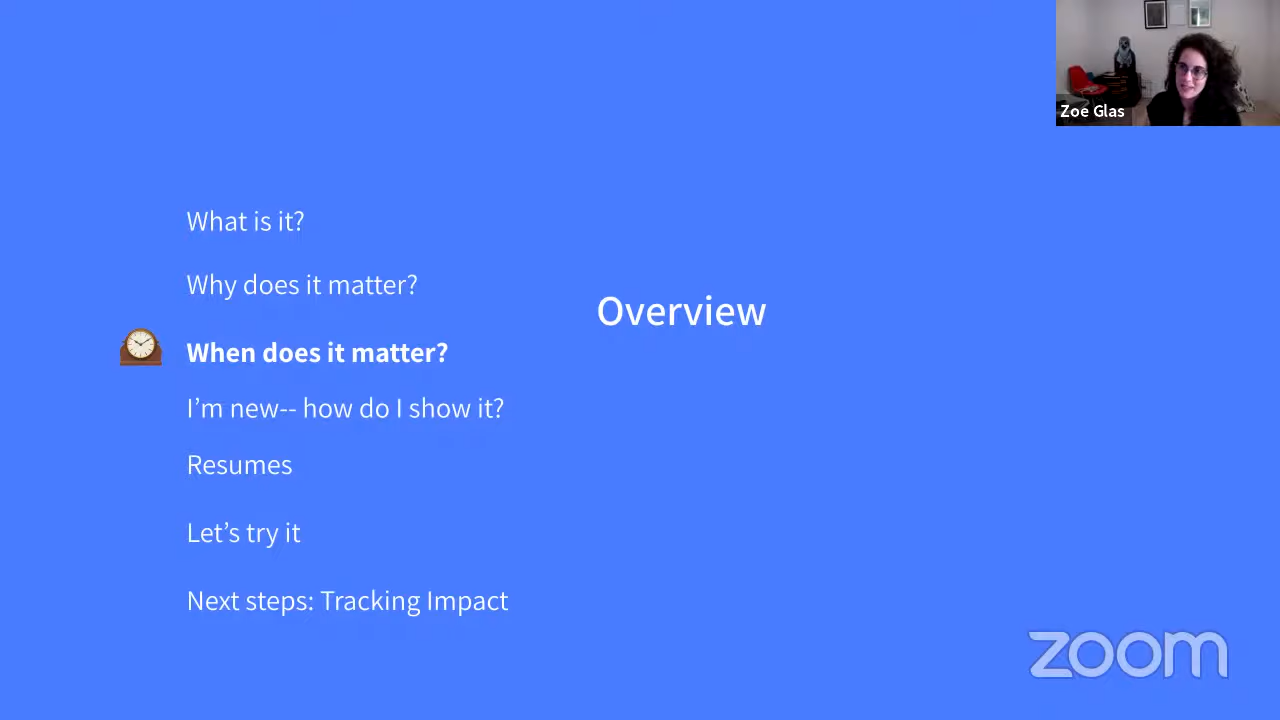 Zoe Glas
What is it?
Why does it matter?
Overview
When does it matter?
I'm new-- how do I show it?
Resumes
Let's try it
Next steps: Tracking Impact
zoom